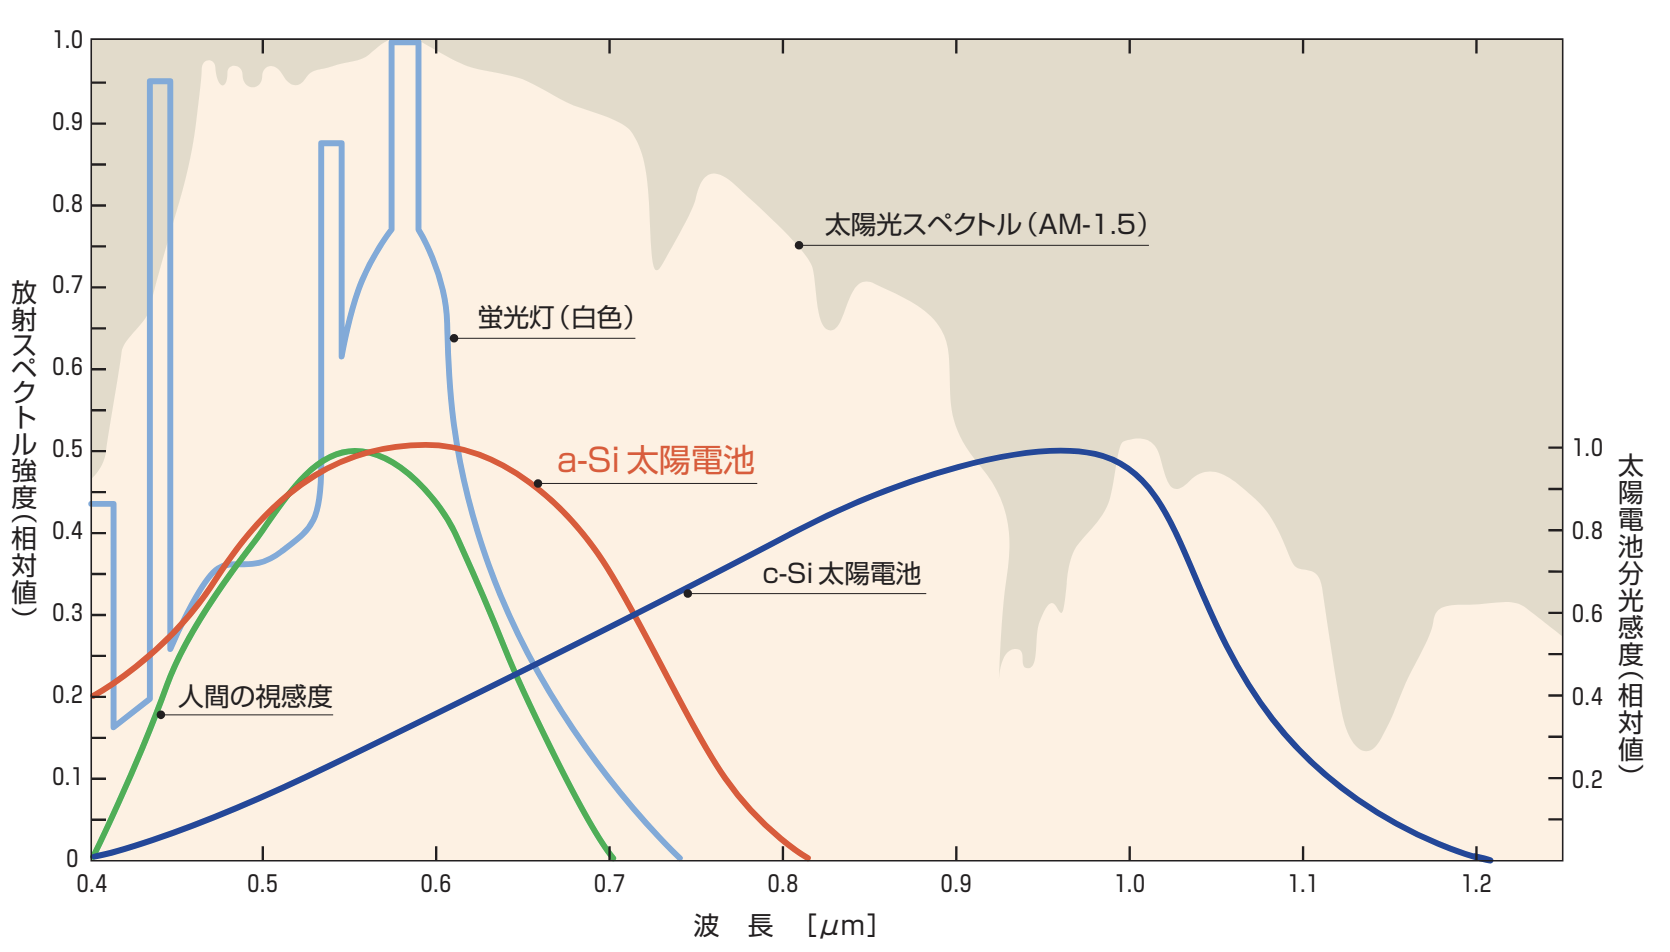 1.0
0.9
0.8
0.7
0.6
0.5
0.4
0.3
0.2
0.1
0
放射スペクトル強度（相対値）
太陽光スペクトル（AM-1.5）
蛍光灯（白色）
a-Si 太陽電池
c-Si 太陽電池
人間の視感度
1.0
0.8
0.6
0.4
0.2
太陽電池分光感度（相対値）
0.4 0.5 0.6 0.7 0.8 0.9 1.0 1.1 1.2
波 長 [μm]